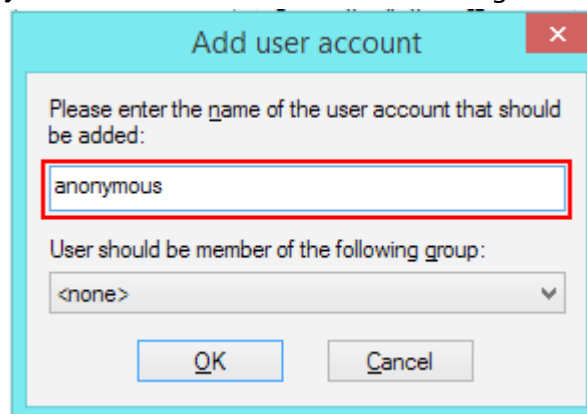 Add user account
Please enter the name of the user account that should
be added:
anonymous
User should be member of the following group:
<none>
OK
Cancel